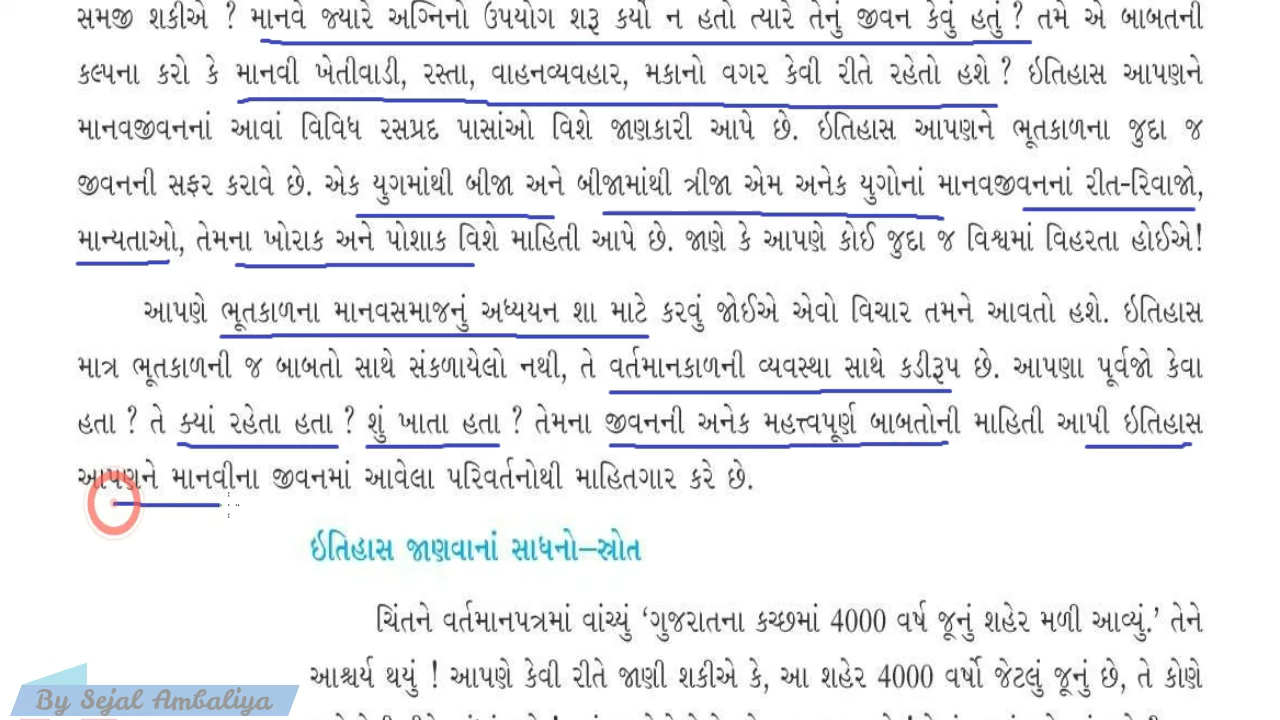 સમજી શકીએ ? માનવે જ્યારે અગ્નિનો ઉપયોગ શરૂ કર્યો ન હતો ત્યારે તેનું જીવન કેવું હતું ? તમે એ બાબતની
કલ્પના કરો કે માનવી ખેતીવાડી, રસ્તા, વાહનવ્યવહાર, મકાનો વગર કેવી રીતે રહેતો હશે ? ઇતિહાસ આપણને
માનવજીવનનાં આવાં વિવિધ રસપ્રદ પાસાંઓ વિશે જાણકારી આપે છે. ઇતિહાસ આપણને ભૂતકાળના જુદા જ
જીવનની સફર કરાવે છે. એક યુગમાંથી બીજા અને બીજામાંથી ત્રીજા એમ અનેક યુગોનાં માનવજીવનનાં રીત-રિવાજો,
માન્યતાઓ, તેમના ખોરાક અને પોશાક વિશે માહિતી આપે છે. જાણે કે આપણે કોઈ જુદા જ વિશ્વમાં વિહરતા હોઈએ!
આપણે ભૂતકાળના માનવસમાજનું અધ્યયન શા માટે કરવું જોઈએ એવો વિચાર તમને આવતો હશે. ઇતિહાસ
માત્ર ભૂતકાળની જ બાબતો સાથે સંકળાયેલો નથી, તે વર્તમાનકાળની વ્યવસ્થા સાથે કડીરૂપ છે. આપણા પૂર્વજો કેવા
હતા ? તે ક્યાં રહેતા હતા ? શું ખાતા હતા ? તેમના જીવનની અનેક મહત્ત્વપૂર્ણ બાબતોની માહિતી આપી ઇતિહાસ
આપણને માનવીના જીવનમાં આવેલા પરિવર્તનોથી માહિતગાર કરે છે.
ઇતિહાસ જાણવાનાં સાધનો–સ્રોત
ચિંતને વર્તમાનપત્રમાં વાંચ્યું ‘ગુજરાતના કચ્છમાં 4000 વર્ષ જૂનું શહેર મળી આવ્યું.’ તેને
આશ્ચર્ય થયું ! આપણે કેવી રીતે જાણી શકીએ કે, આ શહેર 4000 વર્ષો જેટલું જૂનું છે, તે કોણે
By Sejal Ambaliya